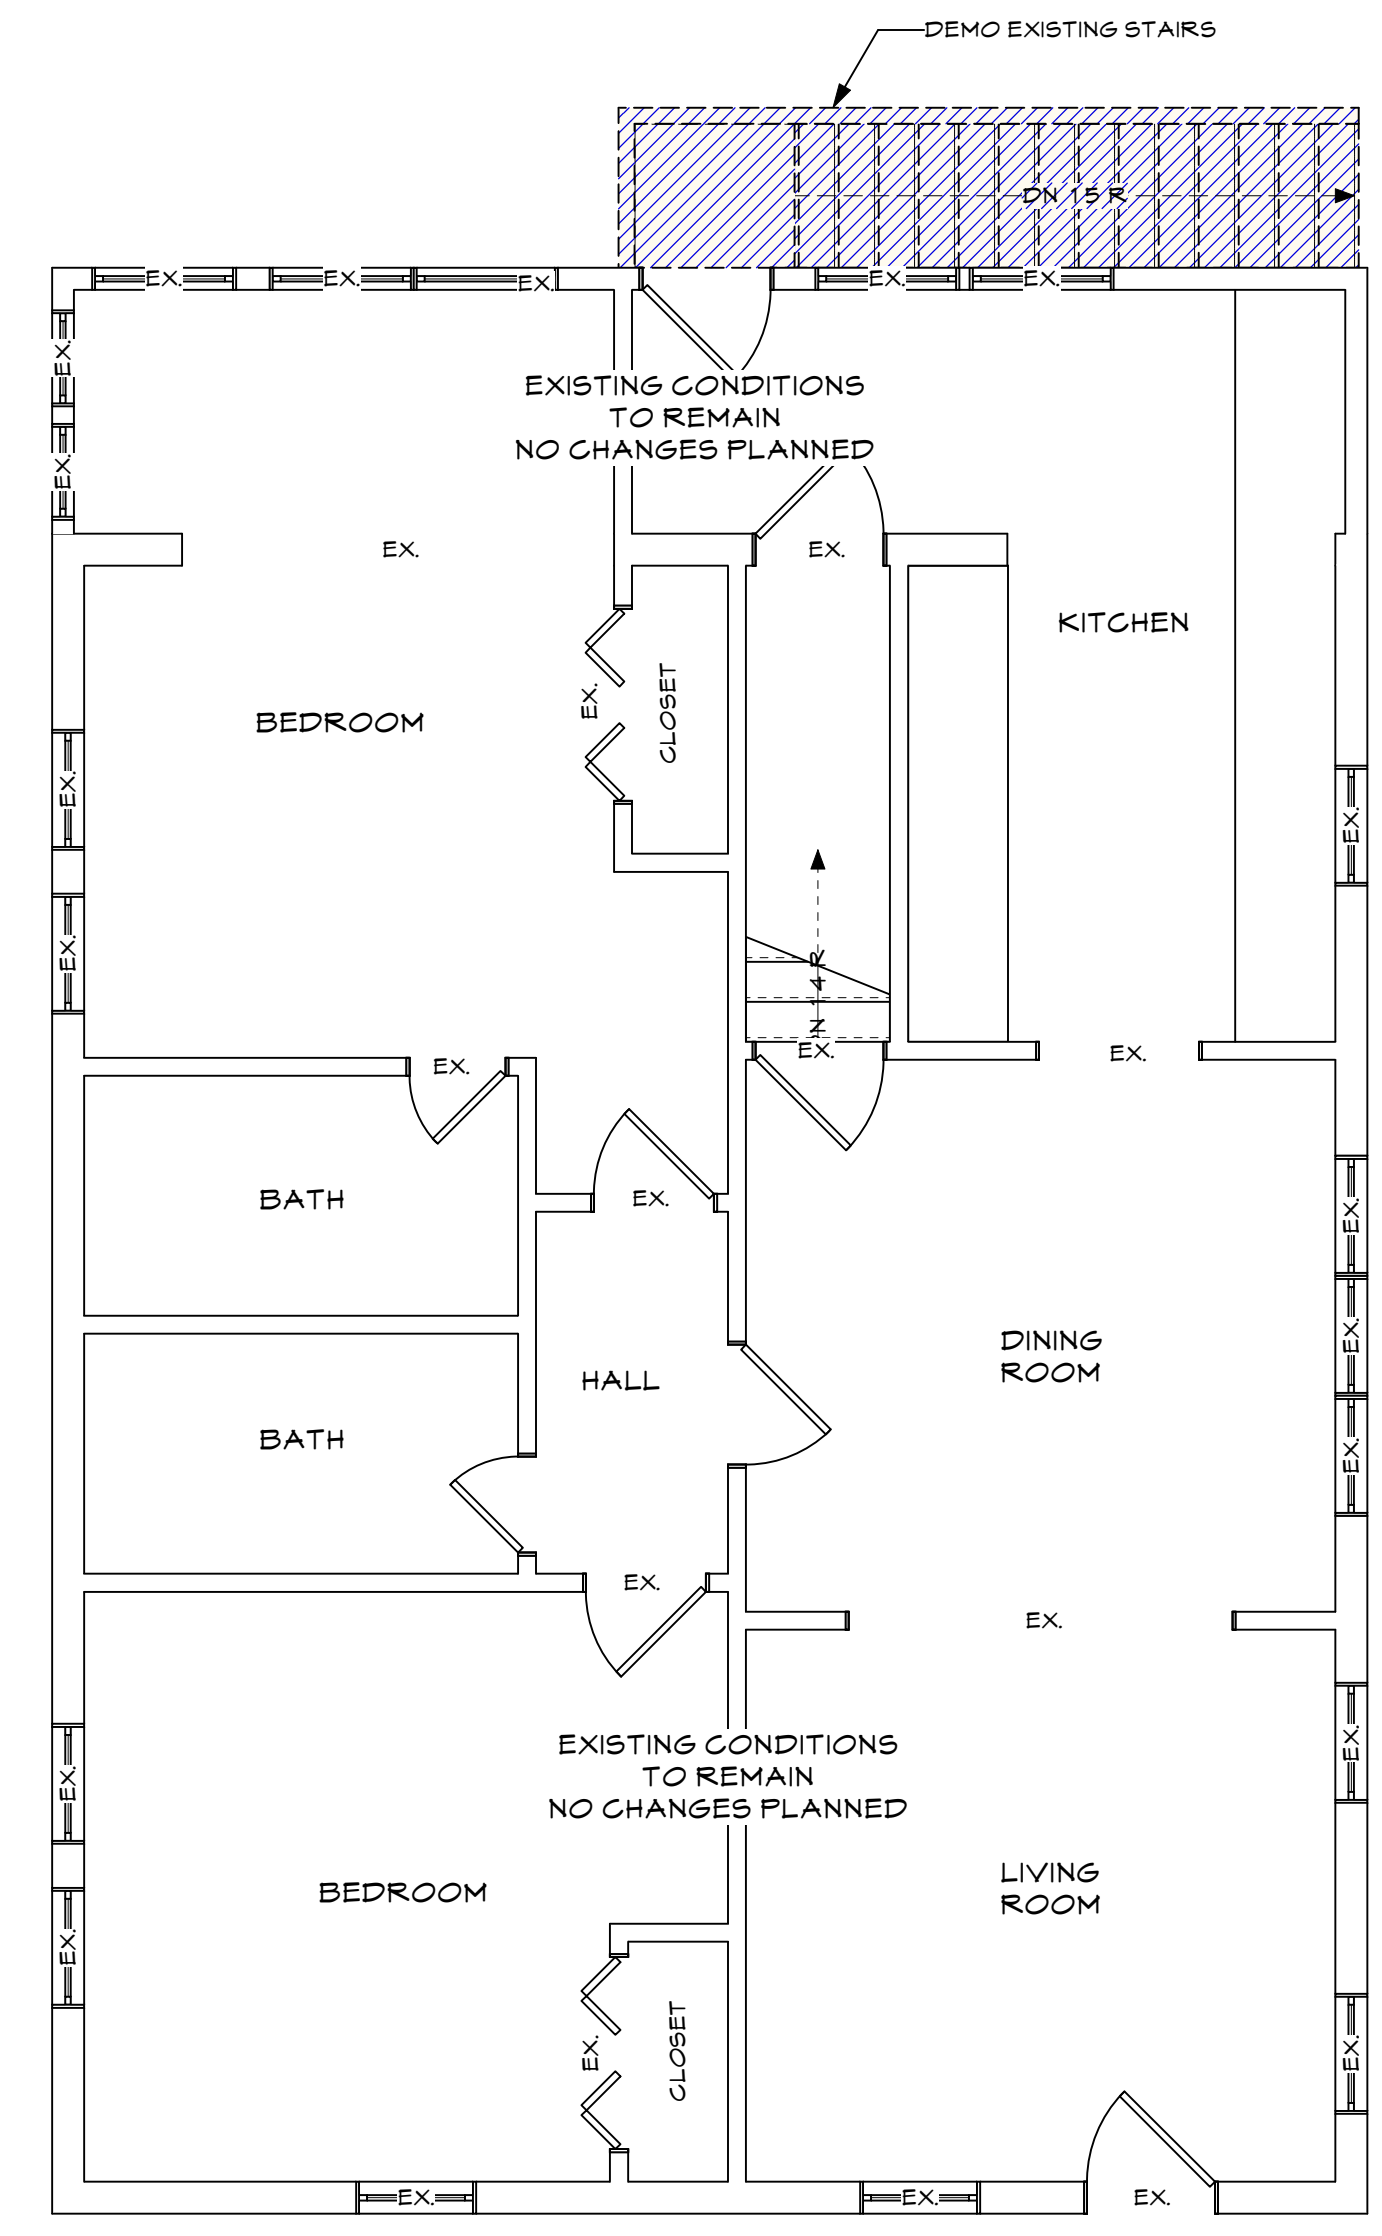 DEMO EXISTING STAIRS
DN 15 R
EX.
EX.
EX.
EX.
EX.
EX.
EX.
EXISTING CONDITIONS
TO REMAIN
NO CHANGES PLANNED
EX.
EX.
KITCHEN
CLOSET
EX.
BEDROOM
EX.
EX.
EX.
14 R
EX.
EX.
EX.
BATH
EX.
EX.
DINING
ROOM
EX.
HALL
BATH
EX.
EX.
EX.
EXISTING CONDITIONS
TO REMAIN
NO CHANGES PLANNED
EX.
EX.
LIVING
ROOM
BEDROOM
EX.
EX.
CLOSET
EX.
EX.
EX.
EX.